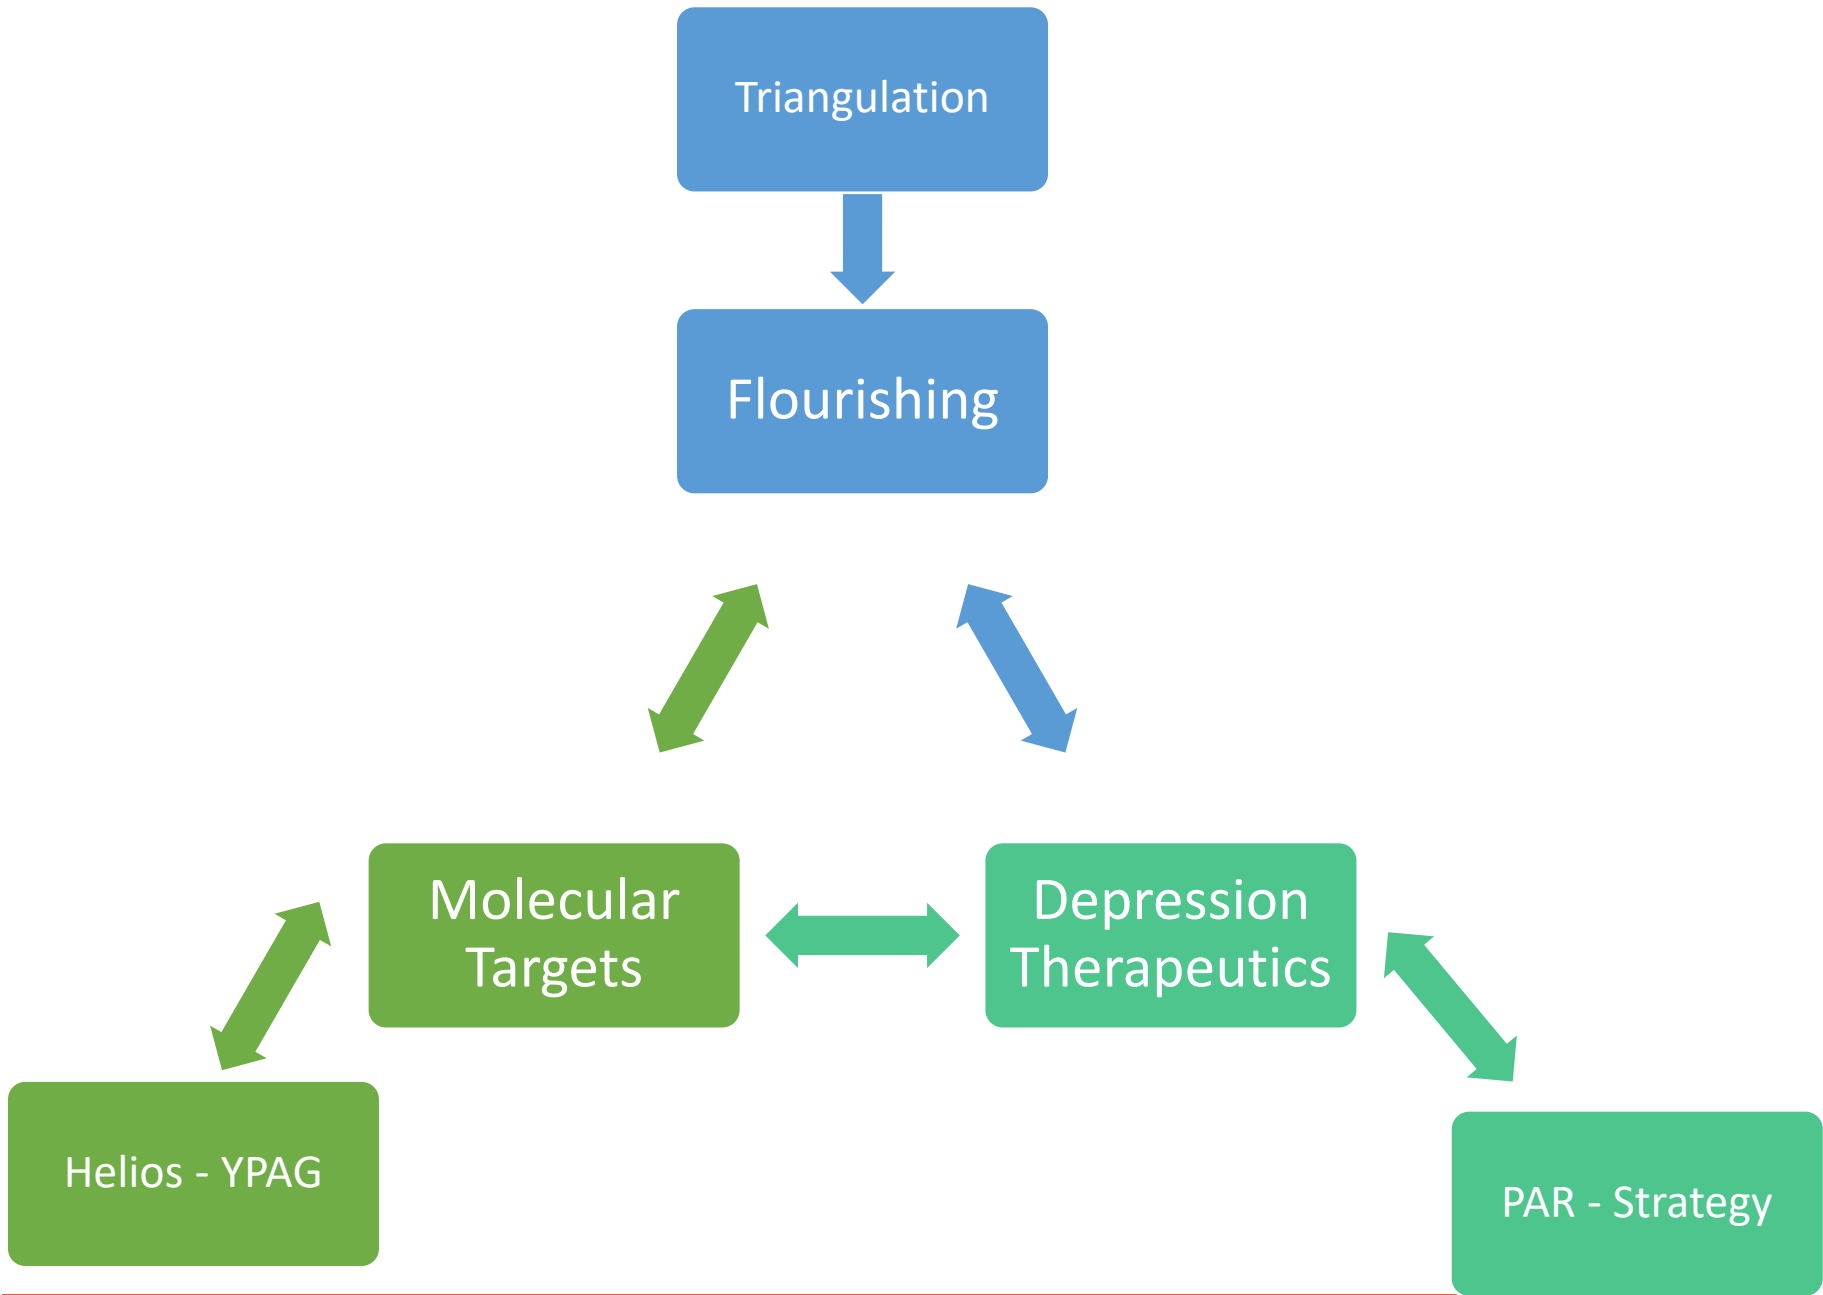 Triangulation
Flourishing
Molecular
Targets
Depression
Therapeutics
Helios - YPAG
PAR - Strategy